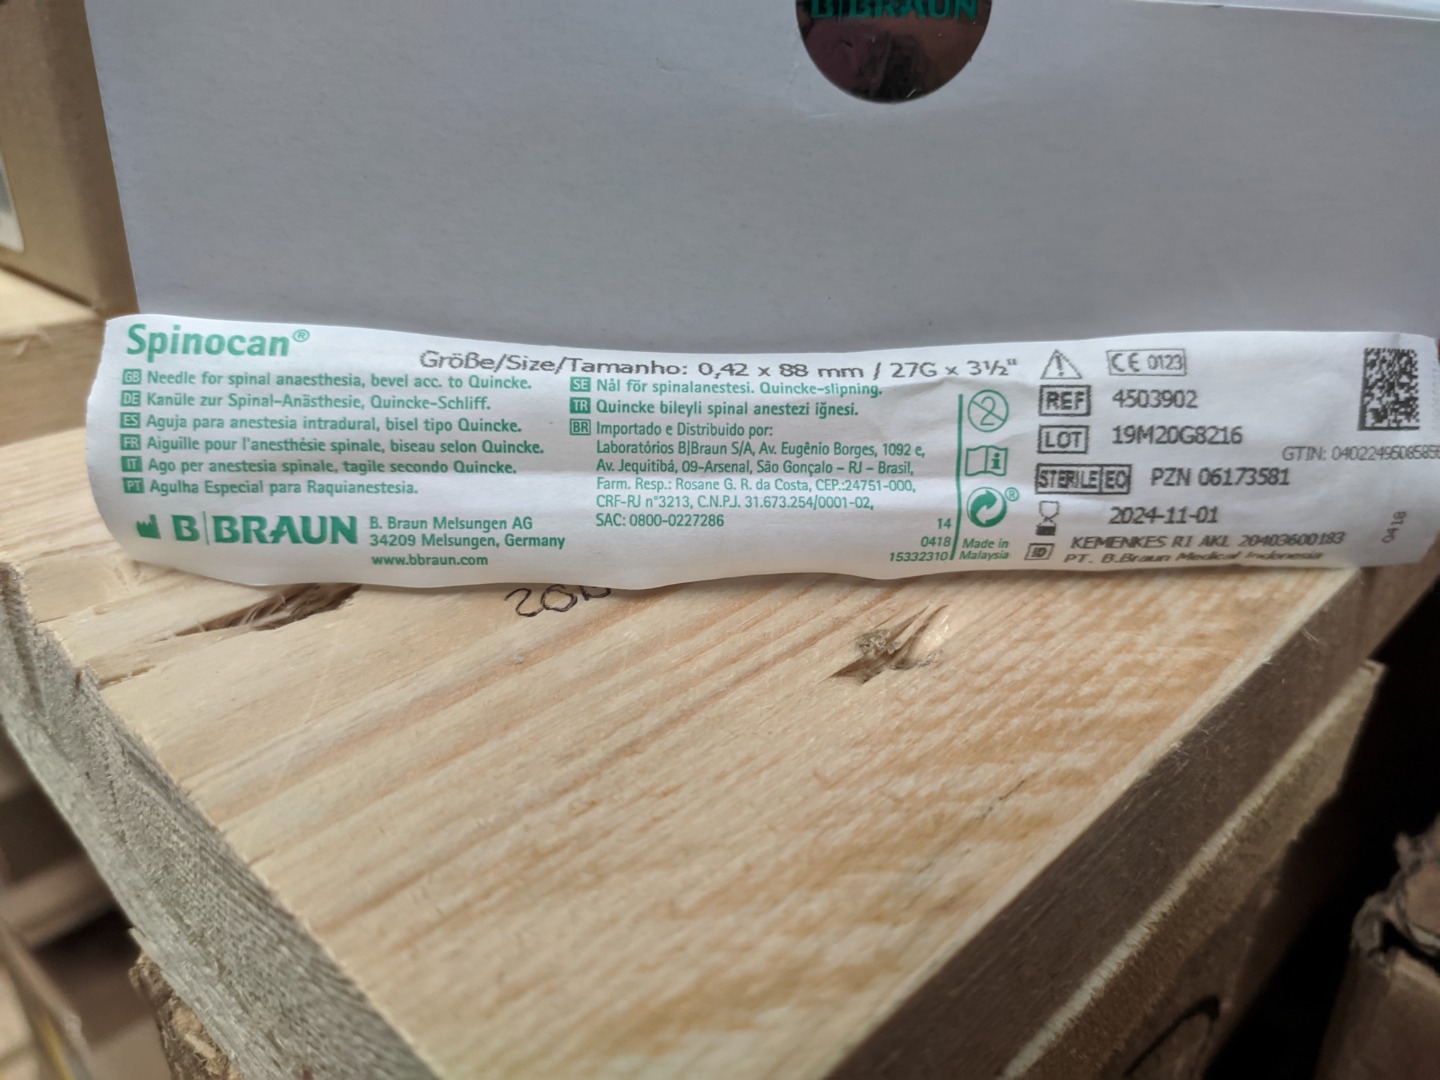 B|BRAUN
Spinocan®
Größe/Size/Tamanho: 0,42 x 88 mm / 27G x 3½"
GB Needle for spinal anaesthesia, bevel acc. to Quincke.
DE Kanüle zur Spinal-Anästhesie, Quincke-Schliff.
ES Aguja para anestesia intradural, bisel tipo Quincke.
FR Aiguille pour l'anesthésie spinale, biseau selon Quincke.
IT Ago per anestesia spinale, tagile secondo Quincke.
PT Agulha Especial para Raquianestesia.
B|BRAUN
B. Braun Melsungen AG
34209 Melsungen, Germany
www.bbraun.com
SE Nål för spinalanestesi. Quincke-slipning.
TR Quincke bileyli spinal anestezi iğnesi.
BR Importado e Distribuido por:
Laboratórios B|Braun S/A, Av. Eugênio Borges, 1092 e,
Av. Jequitibá, 09-Arsenal, São Gonçalo – RJ – Brasil,
Farm. Resp.: Rosane G. R. da Costa, CEP.:24751-000,
CRF-RJ n°3213, C.N.P.J. 31.673.254/0001-02,
SAC: 0800-0227286
14
0418
15332310
2
Made in
Malaysia
CE 0123
REF 4503902
LOT 19M20G8216
STERILE EO PZN 06173581
2024-11-01
ID KEMENKES RI AKL 20403600183
PT. B.Braun Medical Indonesia
GTIN:
0418